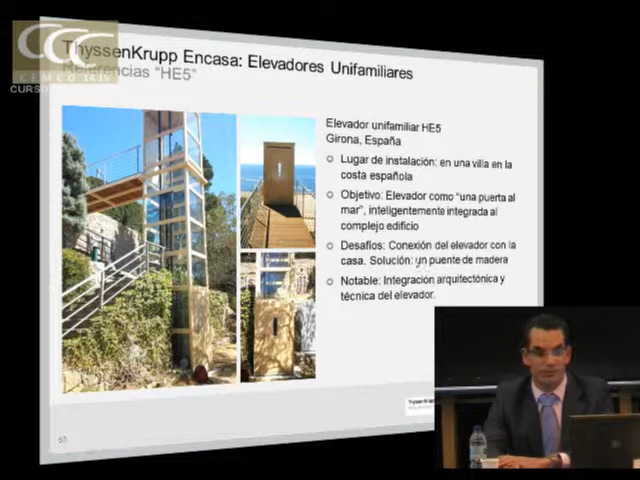 CCC
CEMCO
CURSO
ThyssenKrupp Encasa: Elevadores Unifamiliares
Referencias "HE5"
Elevador unifamiliar HE5
Girona, España
Lugar de instalación: en una villa en la
costa española
Objetivo: Elevador como "una puerta al
mar", inteligentemente integrada al
complejo edificio
Desafíos: Conexión del elevador con la
casa. Solución: un puente de madera
Notable: Integración arquitectónica y
técnica del elevador.
63